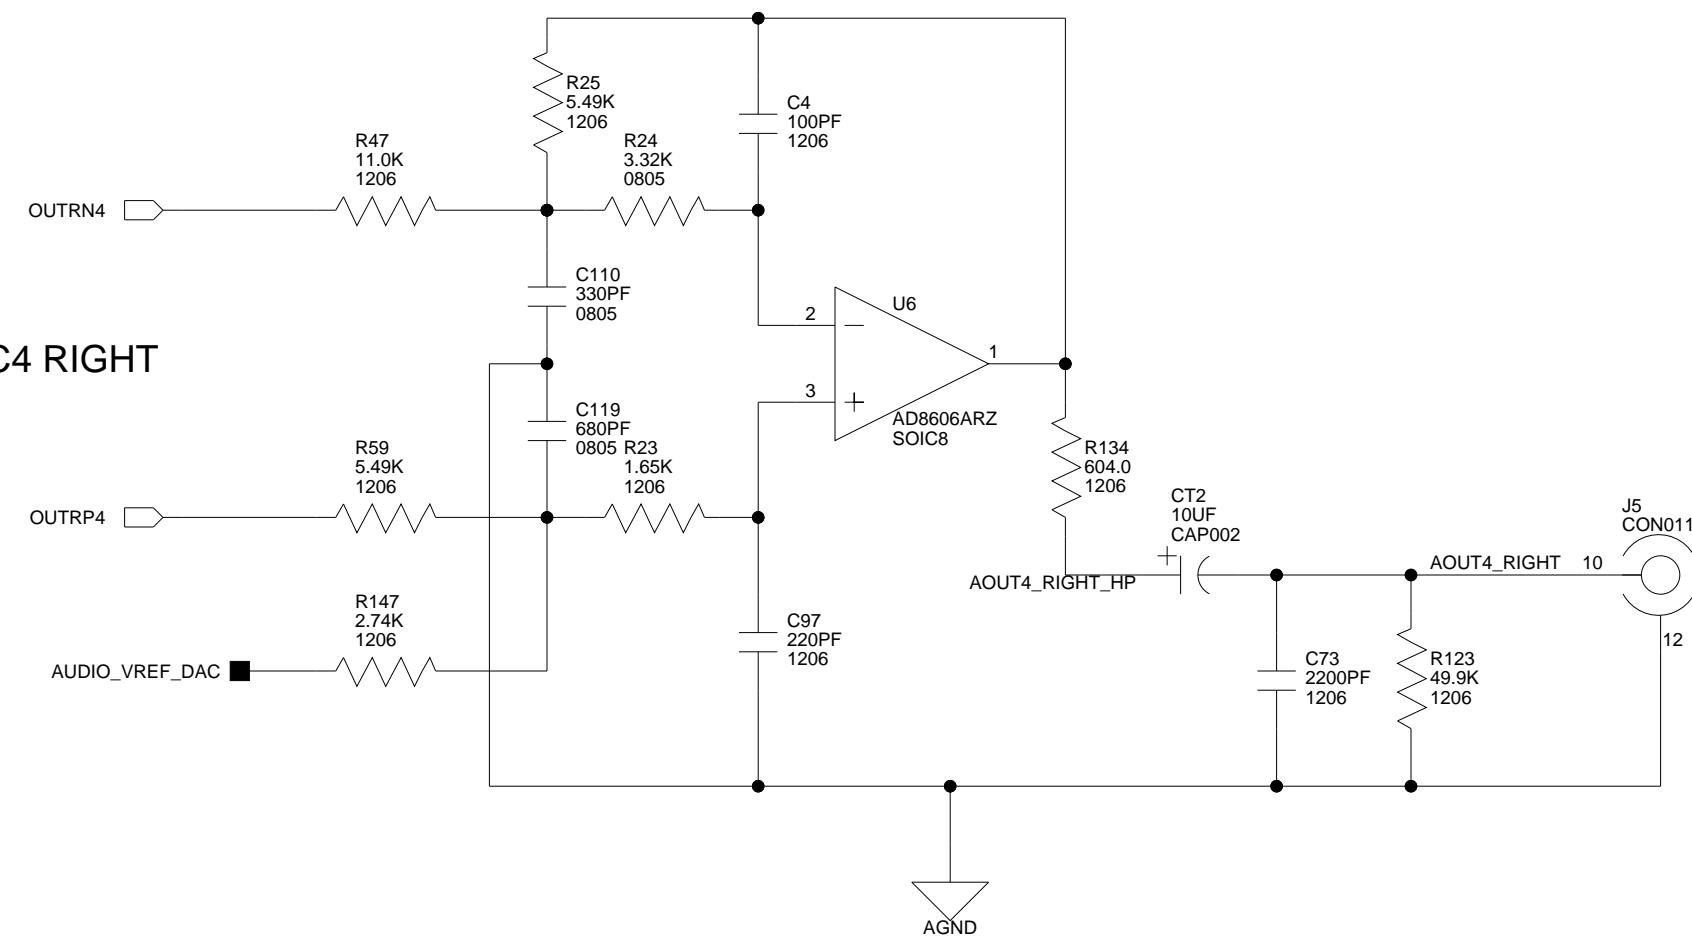 R25
5.49K
1206
C4
100PF
1206
R47
11.0K
1206
R24
3.32K
0805
OUTRN4
C110
330PF
0805
U6
2
1
3
AD8606ARZ
SOIC8
C4 RIGHT
C119
680PF
0805
R23
1.65K
1206
R59
5.49K
1206
OUTRP4
R134
604.0
1206
CT2
10UF
CAP002
+
AOUT4_RIGHT_HP
AOUT4_RIGHT
10
J5
CON011
12
R147
2.74K
1206
AUDIO_VREF_DAC
C97
220PF
1206
C73
2200PF
1206
R123
49.9K
1206
AGND